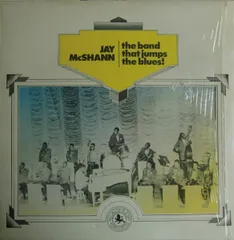 JAY
McSHANN
the band
that jumps
the blues!